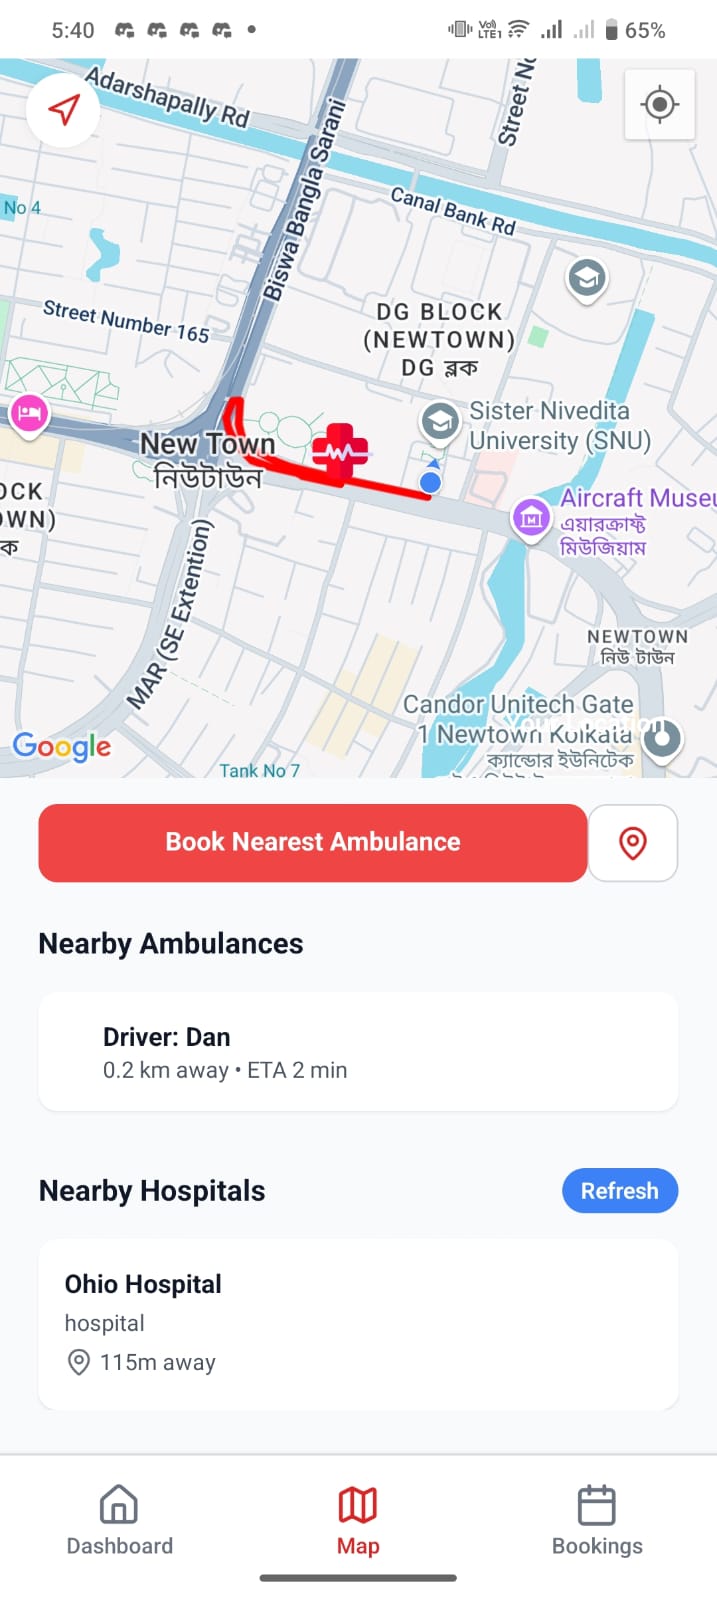 5:40
Vo)) LTE1
65%
Adarshapally Rd
Biswa Bangla Sarani
Street No
No 4
Canal Bank Rd
Street Number 165
DG BLOCK
(NEWTOWN)
DG ব্লক
Sister Nivedita
University (SNU)
New Town
নিউটাউন
OCK
OWN)
ক
Aircraft Museu
এয়ারক্রাফ্ট
মিউজিয়াম
MAR (SE Extention)
NEWTOWN
নিউ টাউন
Candor Unitech Gate
1 Newtown Kolkata
Your Location
ক্যান্ডোর ইউনিটেক
Google
Tank No 7
Book Nearest Ambulance
Nearby Ambulances
Driver: Dan
0.2 km away • ETA 2 min
Nearby Hospitals
Refresh
Ohio Hospital
hospital
115m away
Dashboard
Map
Bookings